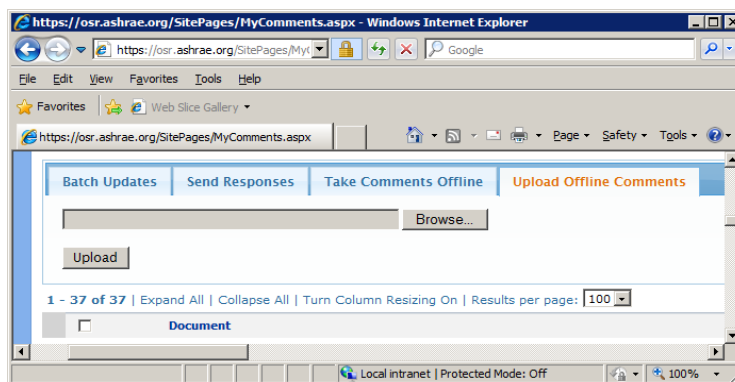 https://osr.ashrae.org/SitePages/MyComments.aspx - Windows Internet Explorer
https://osr.ashrae.org/SitePages/My Google
File Edit View Favorites Tools Help
Favorites Web Slice Gallery
https://osr.ashrae.org/SitePages/MyComments.aspx Page Safety Tools
Batch Updates Send Responses Take Comments Offline Upload Offline Comments
Browse...
Upload
1 - 37 of 37 | Expand All | Collapse All | Turn Column Resizing On | Results per page: 100
Document
Local intranet | Protected Mode: Off 100%